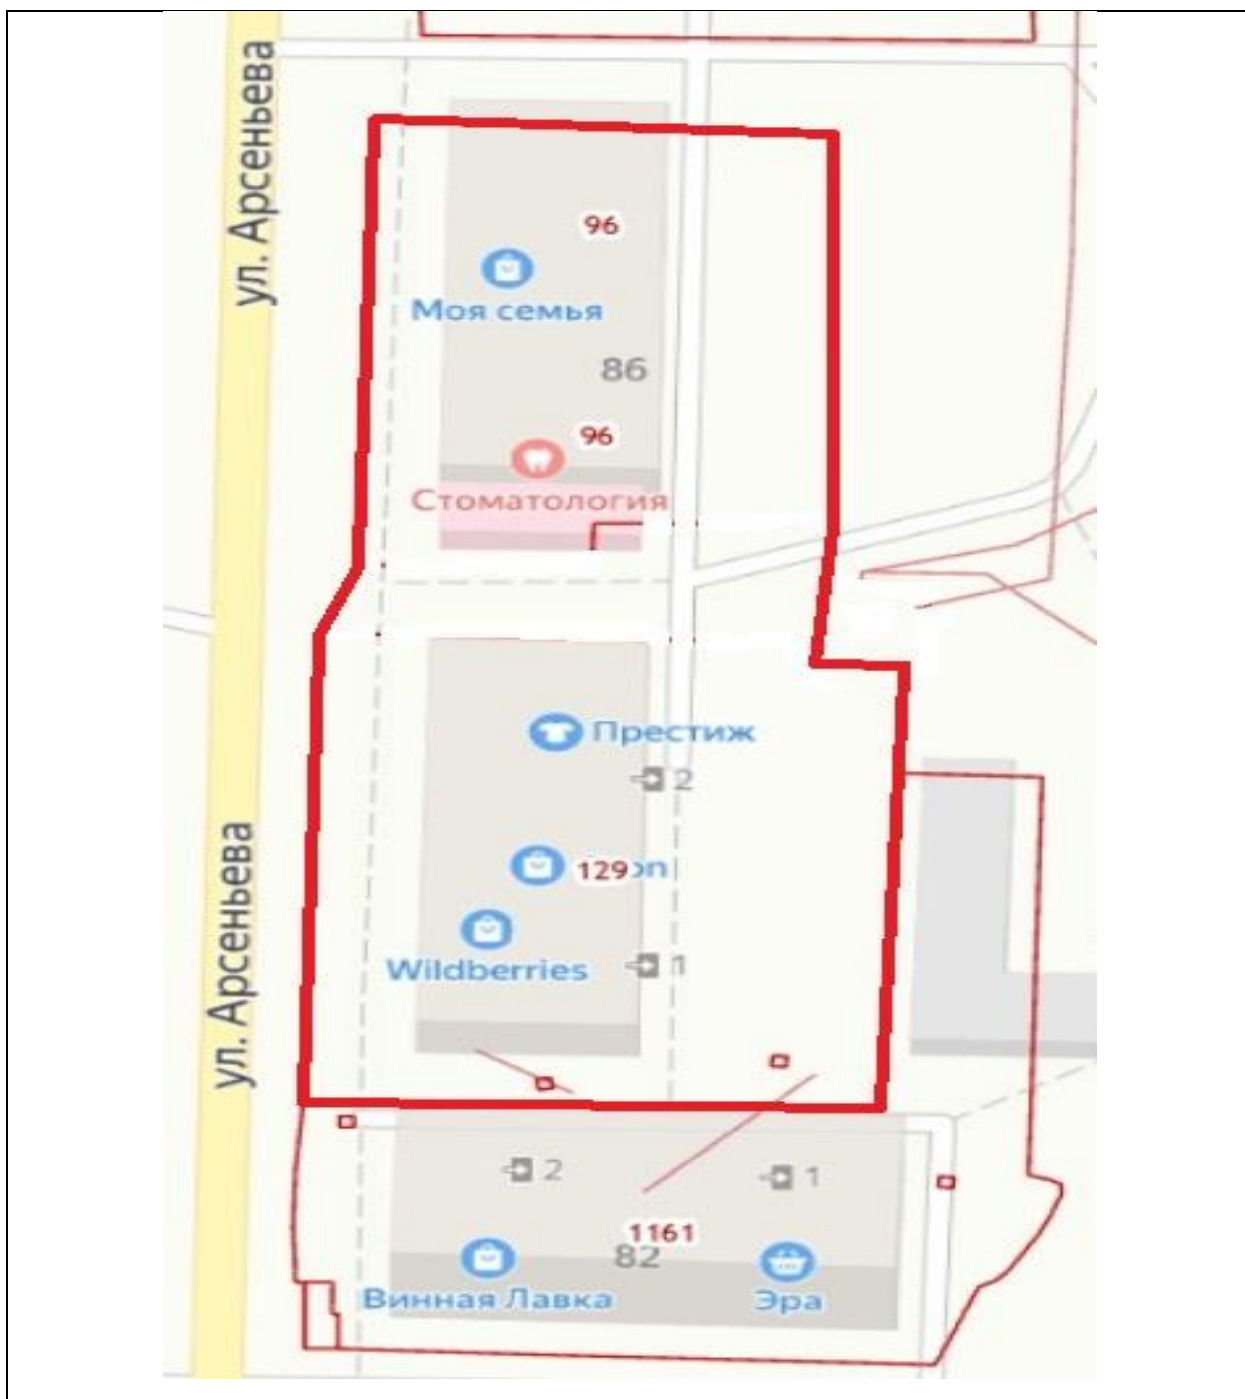 ул. Арсеньева
96
Моя семья
86
96
Стоматология
Престиж
2
129
Wildberries
1
ул. Арсеньева
2
1
1161
82
Винная Лавка
Эра